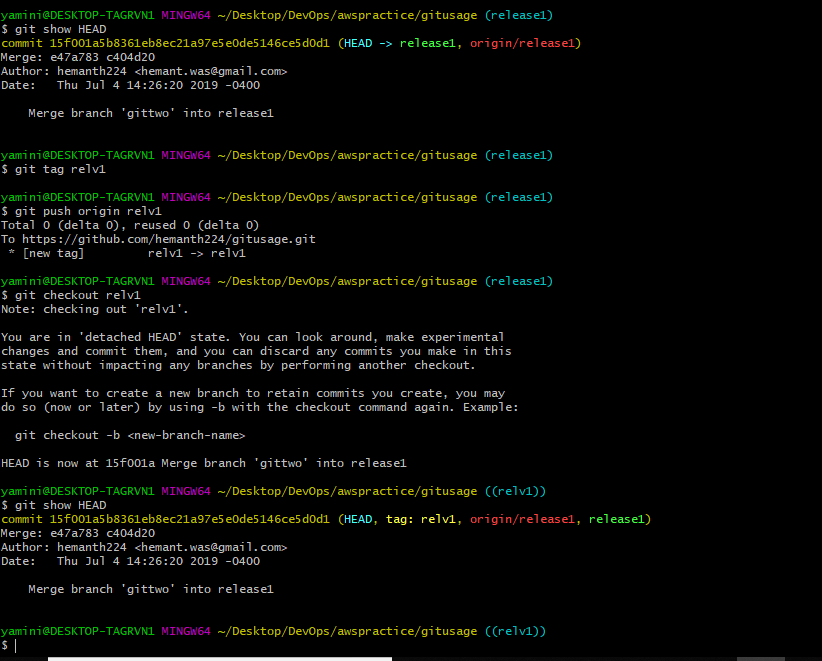 yamini@DESKTOP-TAGRVN1 MINGW64 ~/Desktop/DevOps/awspractice/gitusage (release1)
$ git show HEAD
commit 15f001a5b8361eb8ec21a97e5e0de5146ce5d0d1 (HEAD -> release1, origin/release1)
Merge: e47a783 c404d20
Author: hemanth224 <hemant.was@gmail.com>
Date:   Thu Jul 4 14:26:20 2019 -0400

    Merge branch 'gittwo' into release1

yamini@DESKTOP-TAGRVN1 MINGW64 ~/Desktop/DevOps/awspractice/gitusage (release1)
$ git tag relv1

yamini@DESKTOP-TAGRVN1 MINGW64 ~/Desktop/DevOps/awspractice/gitusage (release1)
$ git push origin relv1
Total 0 (delta 0), reused 0 (delta 0)
To https://github.com/hemanth224/gitusage.git
 * [new tag]         relv1 -> relv1

yamini@DESKTOP-TAGRVN1 MINGW64 ~/Desktop/DevOps/awspractice/gitusage (release1)
$ git checkout relv1
Note: checking out 'relv1'.

You are in 'detached HEAD' state. You can look around, make experimental
changes and commit them, and you can discard any commits you make in this
state without impacting any branches by performing another checkout.

If you want to create a new branch to retain commits you create, you may
do so (now or later) by using -b with the checkout command again. Example:

  git checkout -b <new-branch-name>

HEAD is now at 15f001a Merge branch 'gittwo' into release1

yamini@DESKTOP-TAGRVN1 MINGW64 ~/Desktop/DevOps/awspractice/gitusage ((relv1))
$ git show HEAD
commit 15f001a5b8361eb8ec21a97e5e0de5146ce5d0d1 (HEAD, tag: relv1, origin/release1, release1)
Merge: e47a783 c404d20
Author: hemanth224 <hemant.was@gmail.com>
Date:   Thu Jul 4 14:26:20 2019 -0400

    Merge branch 'gittwo' into release1

yamini@DESKTOP-TAGRVN1 MINGW64 ~/Desktop/DevOps/awspractice/gitusage ((relv1))
$